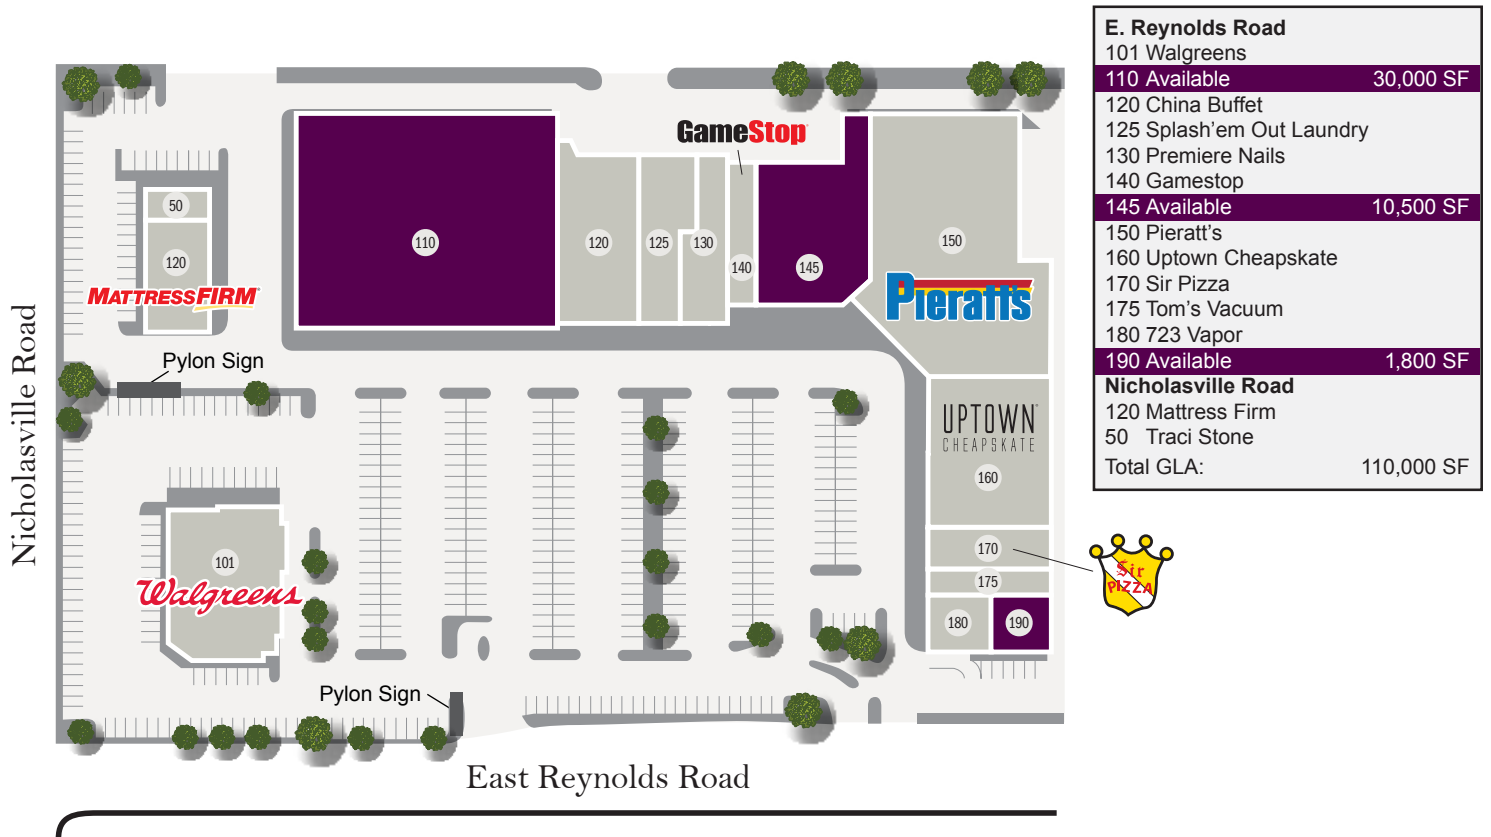 E. Reynolds Road
101 Walgreens
110 Available 30,000 SF
120 China Buffet
125 Splash'em Out Laundry
130 Premiere Nails
140 Gamestop
145 Available 10,500 SF
150 Pieratt's
160 Uptown Cheapskate
170 Sir Pizza
175 Tom's Vacuum
180 723 Vapor
190 Available 1,800 SF
Nicholasville Road
120 Mattress Firm
50 Traci Stone
Total GLA: 110,000 SF
GameStop
50
120
MATTRESSFIRM
110
120
125
130
140
145
150
Pieratt's
Pylon Sign
Nicholasville Road
UPTOWN
CHEAPSKATE
160
170
175
180
190
Sir
PIZZA
101
Walgreens
Pylon Sign
East Reynolds Road